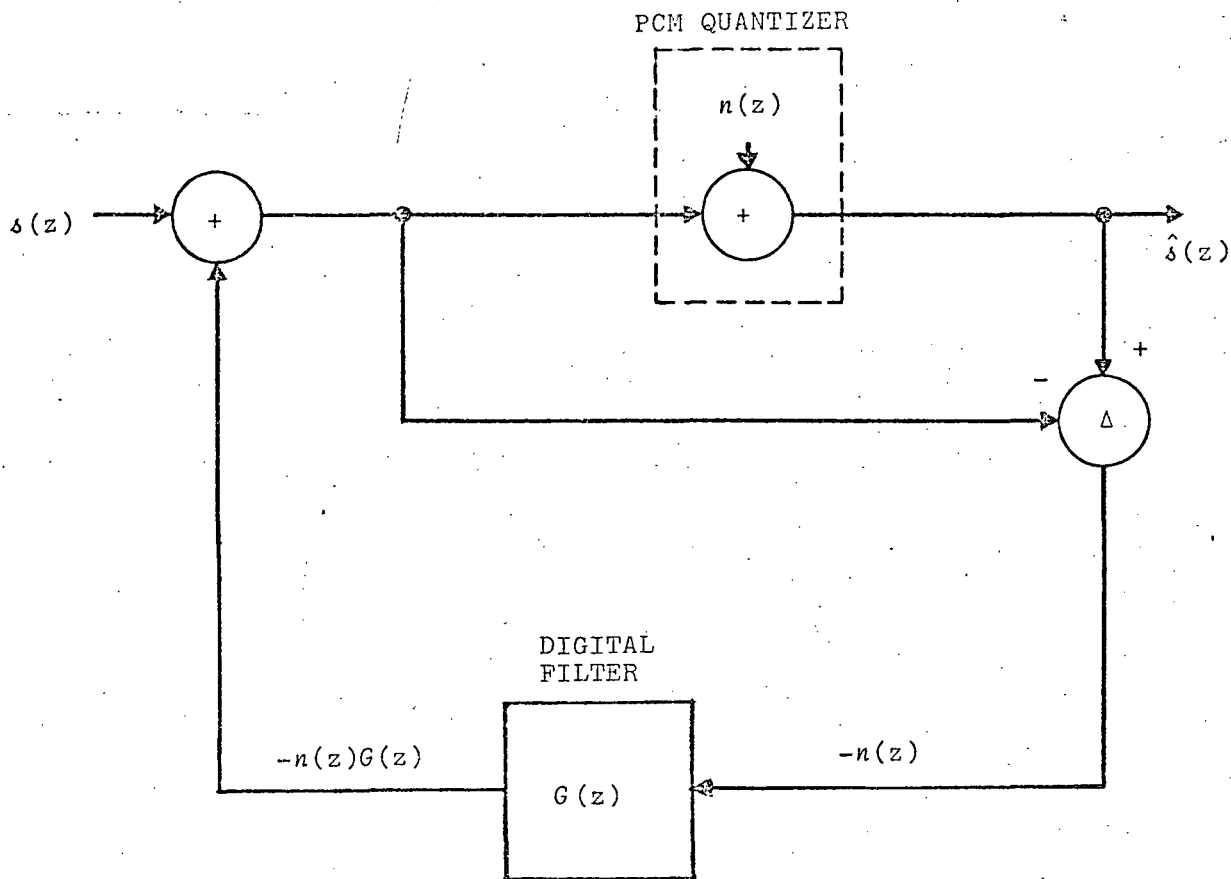 PCM QUANTIZER
n(z)
s(z)
+
+
ŝ(z)
+
-
Δ
DIGITAL
FILTER
-n(z)G(z)
-n(z)
G(z)